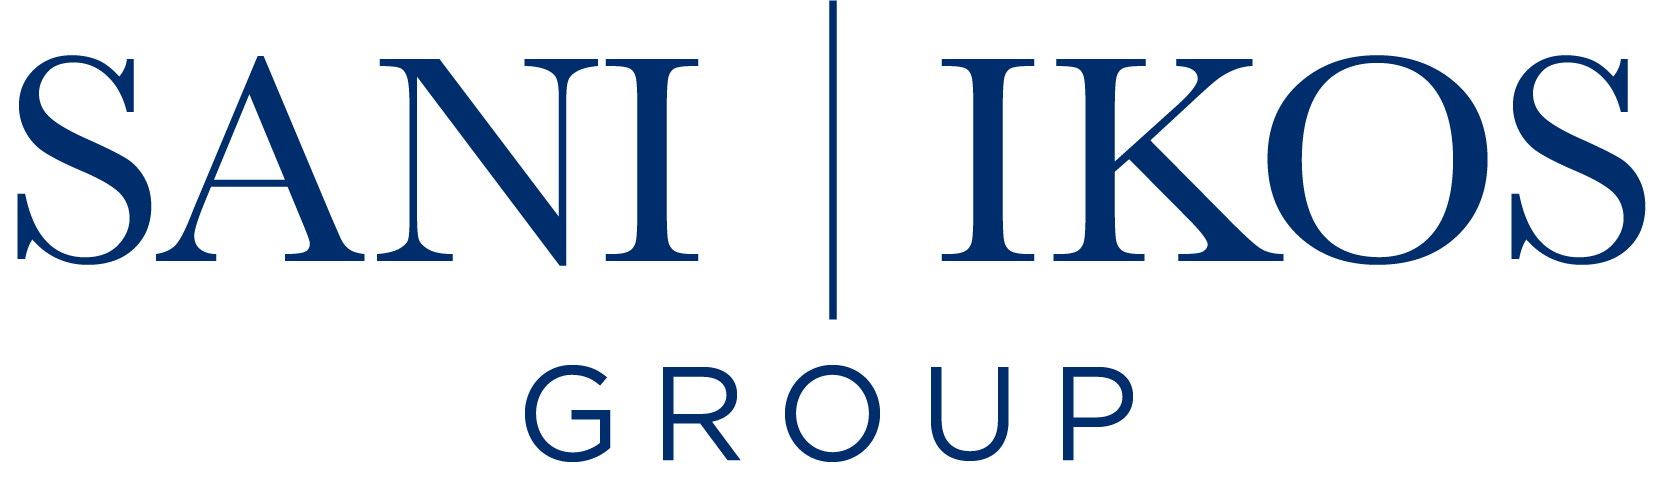 SANI | IKOS
GROUP